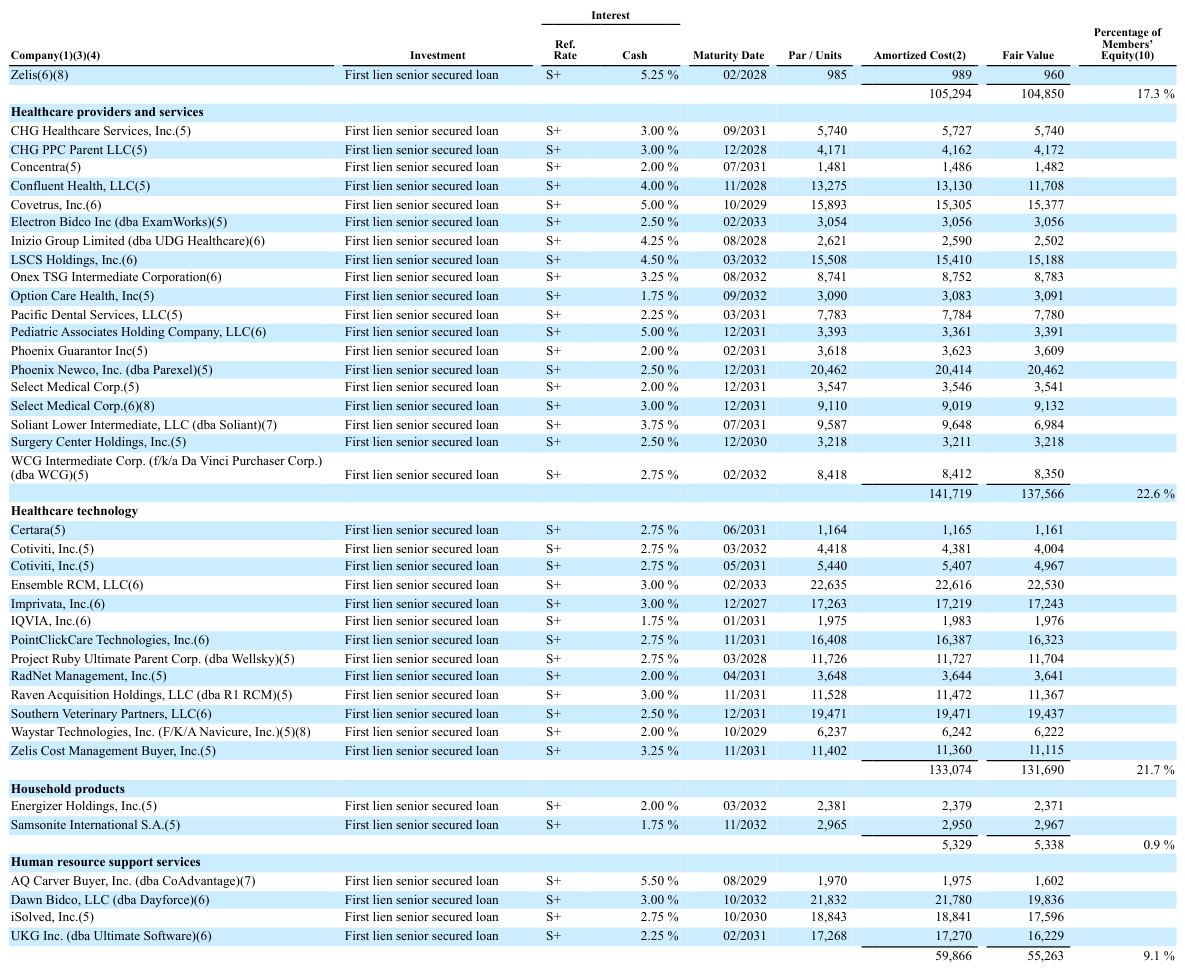 Interest
Company(1)(3)(4) Investment Ref. Rate Cash Maturity Date Par / Units Amortized Cost(2) Fair Value Percentage of Members’ Equity(10)
Zelis(6)(8) First lien senior secured loan S+ 5.25 % 02/2028 985 989 960
105,294 104,850 17.3 %
Healthcare providers and services
CHG Healthcare Services, Inc.(5) First lien senior secured loan S+ 3.00 % 09/2031 5,740 5,727 5,740
CHG PPC Parent LLC(5) First lien senior secured loan S+ 3.00 % 12/2028 4,171 4,162 4,172
Concentra(5) First lien senior secured loan S+ 2.00 % 07/2031 1,481 1,486 1,482
Confluent Health, LLC(5) First lien senior secured loan S+ 4.00 % 11/2028 13,275 13,130 11,708
Covetrus, Inc.(6) First lien senior secured loan S+ 5.00 % 10/2029 15,893 15,305 15,377
Electron Bidco Inc (dba ExamWorks)(5) First lien senior secured loan S+ 2.50 % 02/2033 3,054 3,056 3,056
Inizio Group Limited (dba UDG Healthcare)(6) First lien senior secured loan S+ 4.25 % 08/2028 2,621 2,590 2,502
LSCS Holdings, Inc.(6) First lien senior secured loan S+ 4.50 % 03/2032 15,508 15,410 15,188
Onex TSG Intermediate Corporation(6) First lien senior secured loan S+ 3.25 % 08/2032 8,741 8,752 8,783
Option Care Health, Inc(5) First lien senior secured loan S+ 1.75 % 09/2032 3,090 3,083 3,091
Pacific Dental Services, LLC(5) First lien senior secured loan S+ 2.25 % 03/2031 7,783 7,784 7,780
Pediatric Associates Holding Company, LLC(6) First lien senior secured loan S+ 5.00 % 12/2031 3,393 3,361 3,391
Phoenix Guarantor Inc(5) First lien senior secured loan S+ 2.00 % 02/2031 3,618 3,623 3,609
Phoenix Newco, Inc. (dba Parexel)(5) First lien senior secured loan S+ 2.50 % 12/2031 20,462 20,414 20,462
Select Medical Corp.(5) First lien senior secured loan S+ 2.00 % 12/2031 3,547 3,546 3,541
Select Medical Corp.(6)(8) First lien senior secured loan S+ 3.00 % 12/2031 9,110 9,019 9,132
Soliant Lower Intermediate, LLC (dba Soliant)(7) First lien senior secured loan S+ 3.75 % 07/2031 9,587 9,648 6,984
Surgery Center Holdings, Inc.(5) First lien senior secured loan S+ 2.50 % 12/2030 3,218 3,211 3,218
WCG Intermediate Corp. (f/k/a Da Vinci Purchaser Corp.)
(dba WCG)(5) First lien senior secured loan S+ 2.75 % 02/2032 8,418 8,412 8,350
141,719 137,566 22.6 %
Healthcare technology
Certara(5) First lien senior secured loan S+ 2.75 % 06/2031 1,164 1,165 1,161
Cotiviti, Inc.(5) First lien senior secured loan S+ 2.75 % 03/2032 4,418 4,381 4,004
Cotiviti, Inc.(5) First lien senior secured loan S+ 2.75 % 05/2031 5,440 5,407 4,967
Ensemble RCM, LLC(6) First lien senior secured loan S+ 3.00 % 02/2033 22,635 22,616 22,530
Imprivata, Inc.(6) First lien senior secured loan S+ 3.00 % 12/2027 17,263 17,219 17,243
IQVIA, Inc.(6) First lien senior secured loan S+ 1.75 % 01/2031 1,975 1,983 1,976
PointClickCare Technologies, Inc.(6) First lien senior secured loan S+ 2.75 % 11/2031 16,408 16,387 16,323
Project Ruby Ultimate Parent Corp. (dba Wellsky)(5) First lien senior secured loan S+ 2.75 % 03/2028 11,726 11,727 11,704
RadNet Management, Inc.(5) First lien senior secured loan S+ 2.00 % 04/2031 3,648 3,644 3,641
Raven Acquisition Holdings, LLC (dba R1 RCM)(5) First lien senior secured loan S+ 3.00 % 11/2031 11,528 11,472 11,367
Southern Veterinary Partners, LLC(6) First lien senior secured loan S+ 2.50 % 12/2031 19,471 19,471 19,437
Waystar Technologies, Inc. (F/K/A Navicure, Inc.)(5)(8) First lien senior secured loan S+ 2.00 % 10/2029 6,237 6,242 6,222
Zelis Cost Management Buyer, Inc.(5) First lien senior secured loan S+ 3.25 % 11/2031 11,402 11,360 11,115
133,074 131,690 21.7 %
Household products
Energizer Holdings, Inc.(5) First lien senior secured loan S+ 2.00 % 03/2032 2,381 2,379 2,371
Samsonite International S.A.(5) First lien senior secured loan S+ 1.75 % 11/2032 2,965 2,950 2,967
5,329 5,338 0.9 %
Human resource support services
AQ Carver Buyer, Inc. (dba CoAdvantage)(7) First lien senior secured loan S+ 5.50 % 08/2029 1,970 1,975 1,602
Dawn Bidco, LLC (dba Dayforce)(6) First lien senior secured loan S+ 3.00 % 10/2032 21,832 21,780 19,836
iSolved, Inc.(5) First lien senior secured loan S+ 2.75 % 10/2030 18,843 18,841 17,596
UKG Inc. (dba Ultimate Software)(6) First lien senior secured loan S+ 2.25 % 02/2031 17,268 17,270 16,229
59,866 55,263 9.1 %